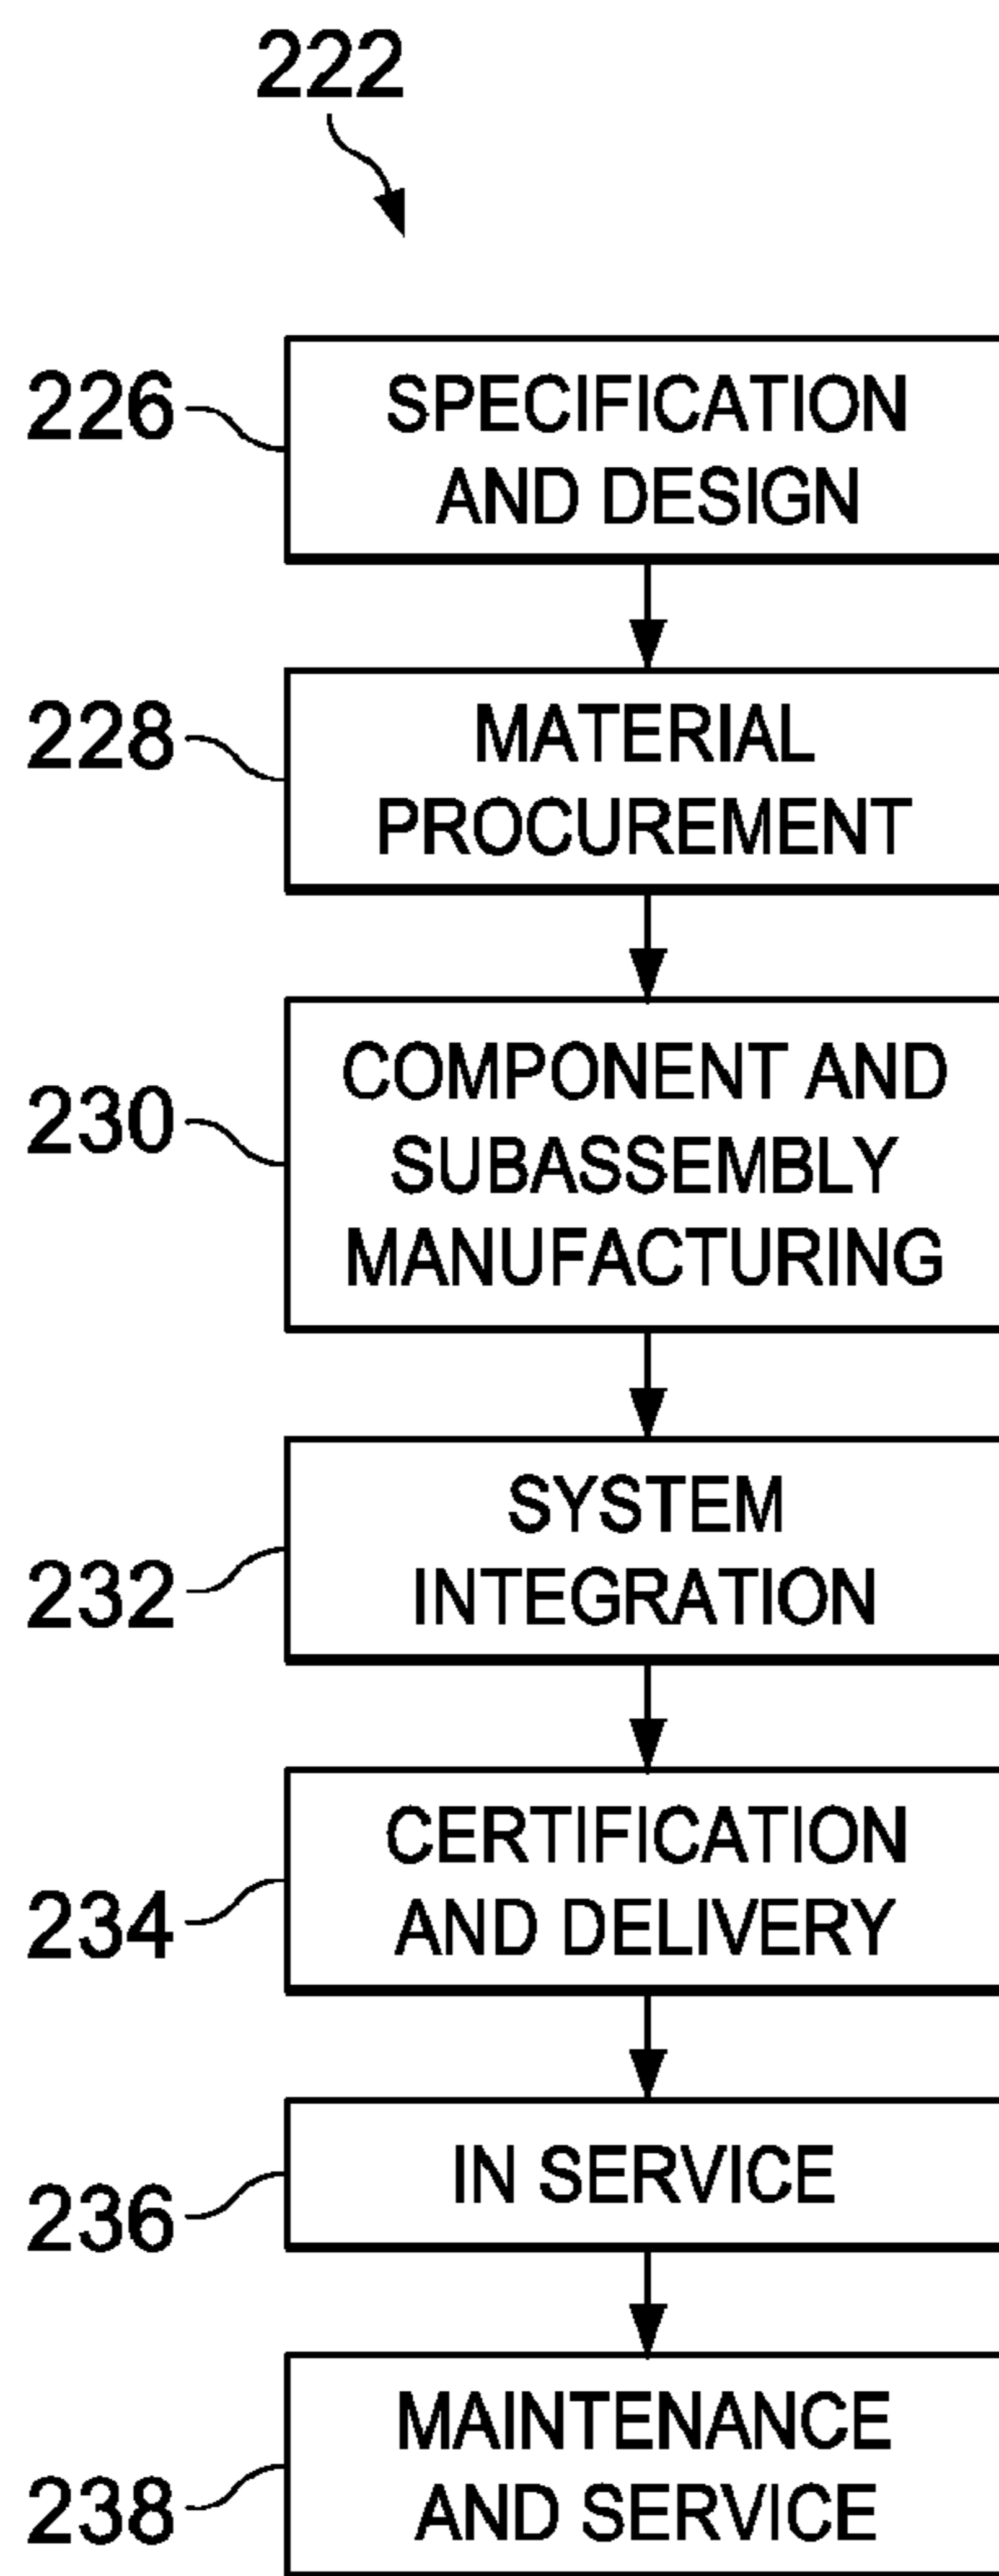 222
226
SPECIFICATION
AND DESIGN
228
MATERIAL
PROCUREMENT
230
COMPONENT AND
SUBASSEMBLY
MANUFACTURING
232
SYSTEM
INTEGRATION
234
CERTIFICATION
AND DELIVERY
236
IN SERVICE
238
MAINTENANCE
AND SERVICE